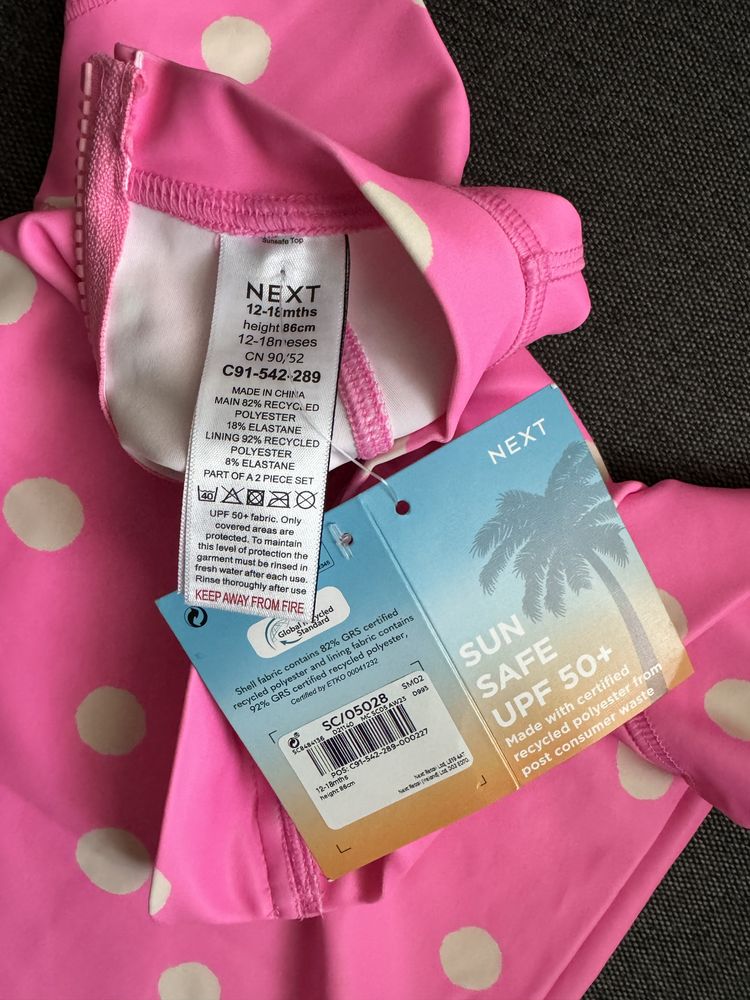 Sunsafe Top
NEXT
12-18mths
height 86cm
12-18meses
CN 90/52
C91-542-289
MADE IN CHINA
MAIN 82% RECYCLED
POLYESTER
18% ELASTANE
LINING 92% RECYCLED
POLYESTER
8% ELASTANE
PART OF A 2 PIECE SET
40
UPF 50+ fabric. Only
covered areas are
protected. To maintain
this level of protection the
garment must be rinsed in
fresh water after each use.
Rinse thoroughly after use
KEEP AWAY FROM FIRE
Global Recycled
Standard
Shell fabric contains 82% GRS certified
recycled polyester and lining fabric contains
92% GRS certified recycled polyester,
Certified by ETKO 00041232
SC/05028
SM02
D21140 MC SC05 AW23 D993
POS: C91-542-289-000227
12-18mths
height 86cm
NEXT
SUN
SAFE
UPF 50+
Made with certified
recycled polyester from
post consumer waste